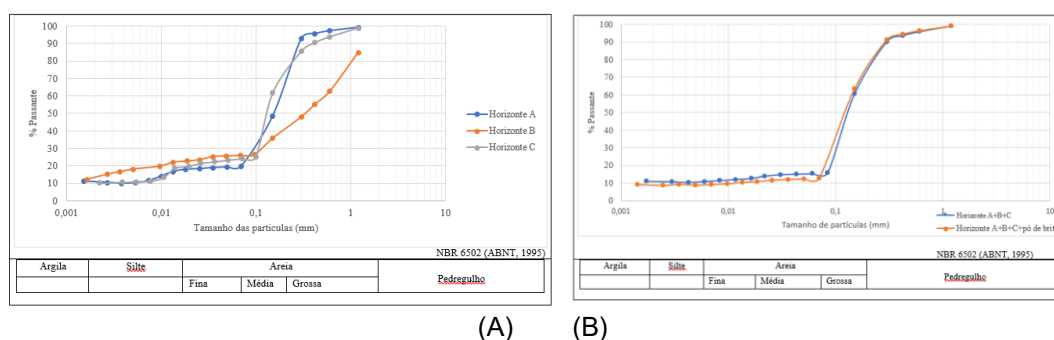 (A)
100
90
80
70
60
50
40
30
20
10
0
% Passante
0,001
0,01
0,1
1
10
Tamanho das particulas (mm)
Horizonte A
Horizonte B
Horizonte C
NBR 6502 (ABNT, 1995)
Argila Silte Areia Pedregulho
Fina Média Grossa
(B)
100
90
80
70
60
50
40
30
20
10
0
% Passante
0,001
0,01
0,1
1
10
Tamanho de partículas (mm)
Horizonte A+B+C
Horizonte A+B+C+pó de brit
NBR 6502 (ABNT, 1995)
Argila Silte Areia Pedregulho
Fina Média Grossa